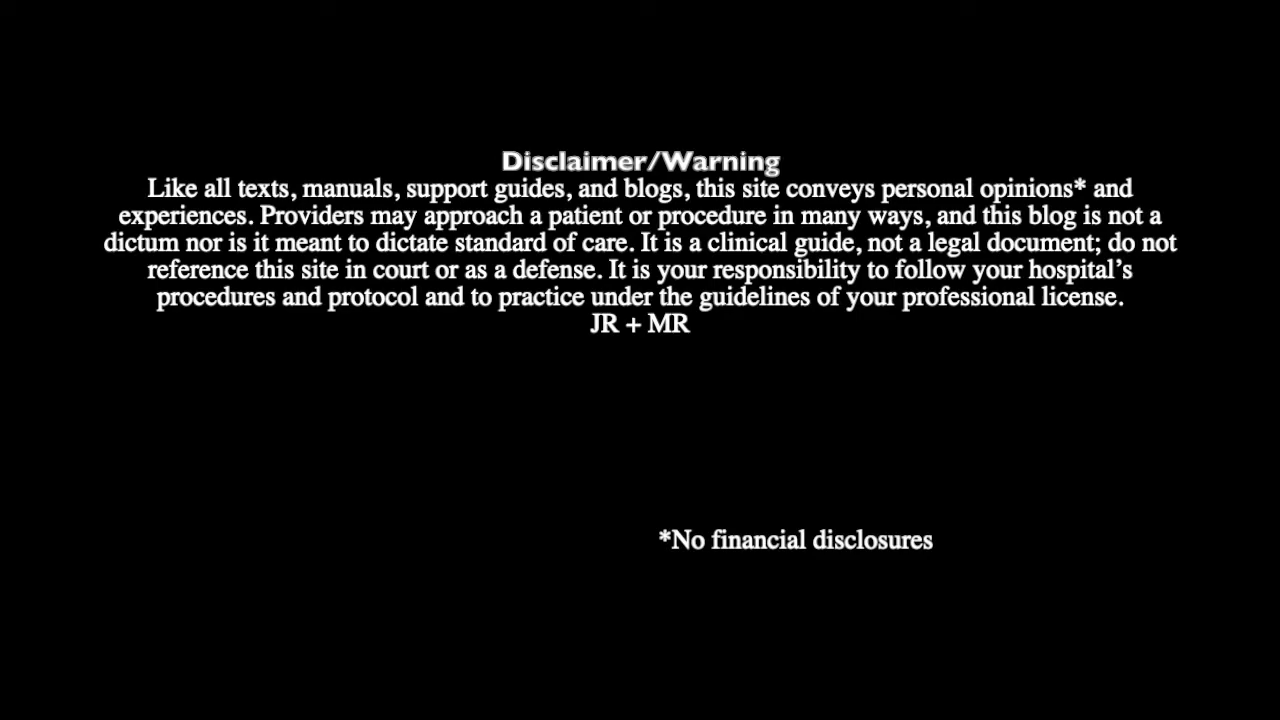 Disclaimer/Warning
Like all texts, manuals, support guides, and blogs, this site conveys personal opinions* and
experiences. Providers may approach a patient or procedure in many ways, and this blog is not a
dictum nor is it meant to dictate standard of care. It is a clinical guide, not a legal document; do not
reference this site in court or as a defense. It is your responsibility to follow your hospital’s
procedures and protocol and to practice under the guidelines of your professional license.
JR + MR
*No financial disclosures